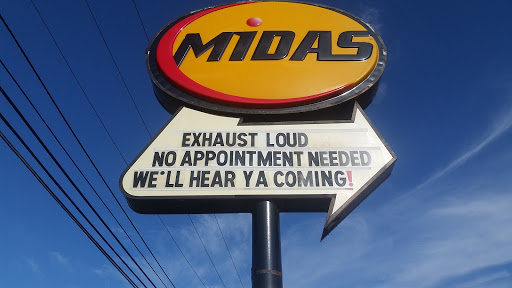 MIDAS
EXHAUST LOUD
NO APPOINTMENT NEEDED
WE'LL HEAR YA COMING!